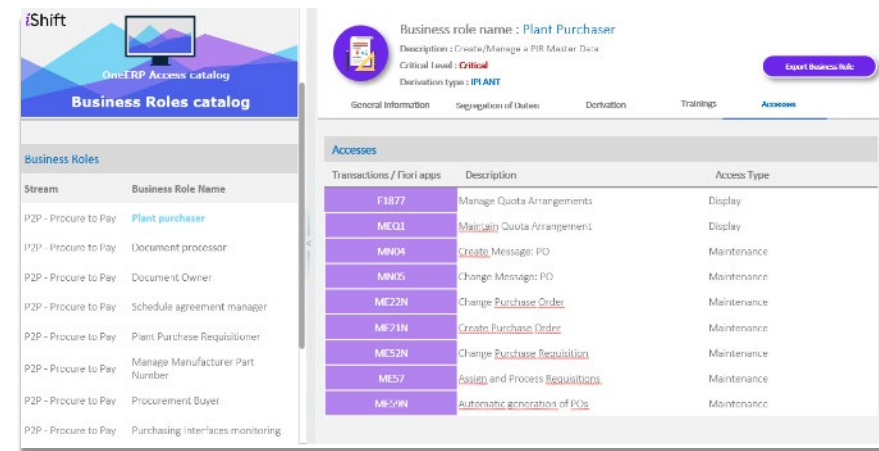 iShift
OneERP Access catalog
Business Roles catalog
Business Roles
Stream Business Role Name
P2P - Procure to Pay Plant purchaser
P2P - Procure to Pay Document processor
P2P - Procure to Pay Document Owner
P2P - Procure to Pay Schedule agreement manager
P2P - Procure to Pay Plant Purchase Requisitioner
P2P - Procure to Pay Manage Manufacturer Part
Number
P2P - Procure to Pay Procurement Buyer
P2P - Procure to Pay Purchasing Interfaces monitoring
Business role name : Plant Purchaser
Description : Create/Manage a PIR Master Data
Critical Level : Critical
Derivation type : IPLANT
Export Business Role
General Information Segregation of Duties Derivation Trainings Accesses
Accesses
Transactions / Fiori apps Description Access Type
F1877 Manage Quota Arrangements Display
MEQ1 Maintain Quota Arrangement Display
MN04 Create Message: PO Maintenance
MN05 Change Message: PO Maintenance
ME22N Change Purchase Order Maintenance
ME21N Create Purchase Order Maintenance
ME52N Change Purchase Requisition Maintenance
ME57 Assign and Process Requisitions Maintenance
ME59N Automatic generation of POs Maintenance